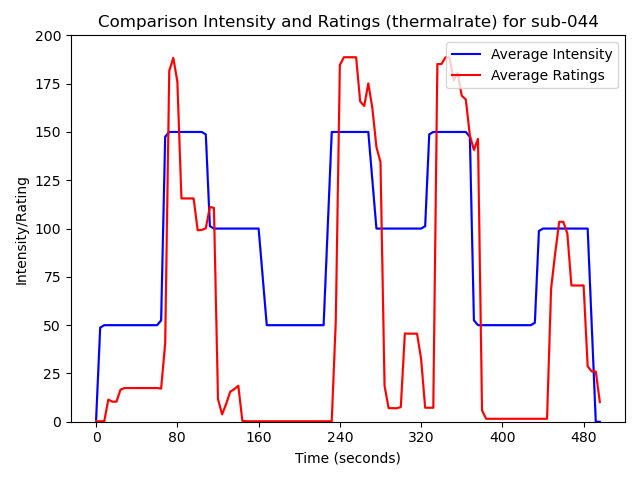 Comparison Intensity and Ratings (thermalrate) for sub-044
Average Intensity
Average Ratings
Intensity/Rating
200
175
150
125
100
75
50
25
0
0 80 160 240 320 400 480
Time (seconds)